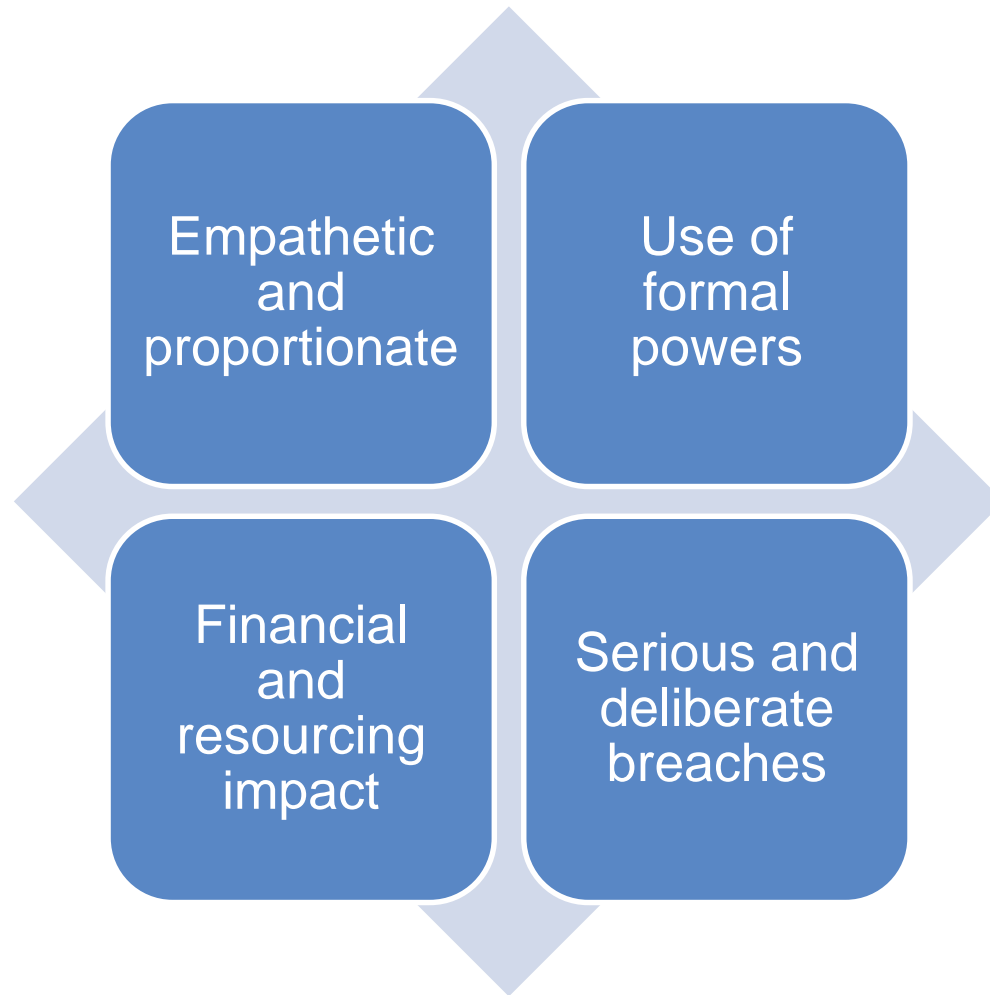 Empathetic
and
proportionate
Use of
formal
powers
Financial
and
resourcing
impact
Serious and
deliberate
breaches